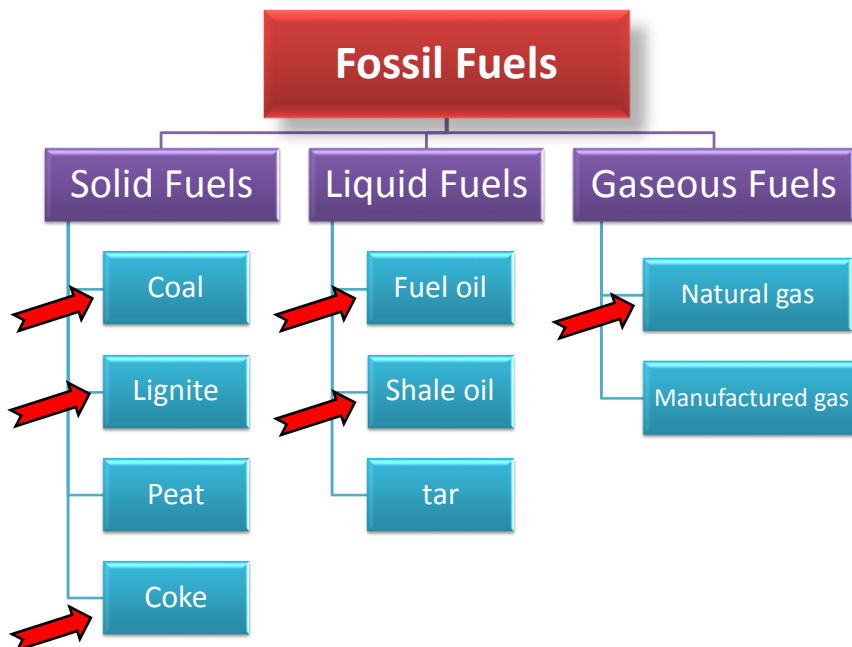 Fossil Fuels
Solid Fuels
Coal
Lignite
Peat
Coke
Liquid Fuels
Fuel oil
Shale oil
tar
Gaseous Fuels
Natural gas
Manufactured gas